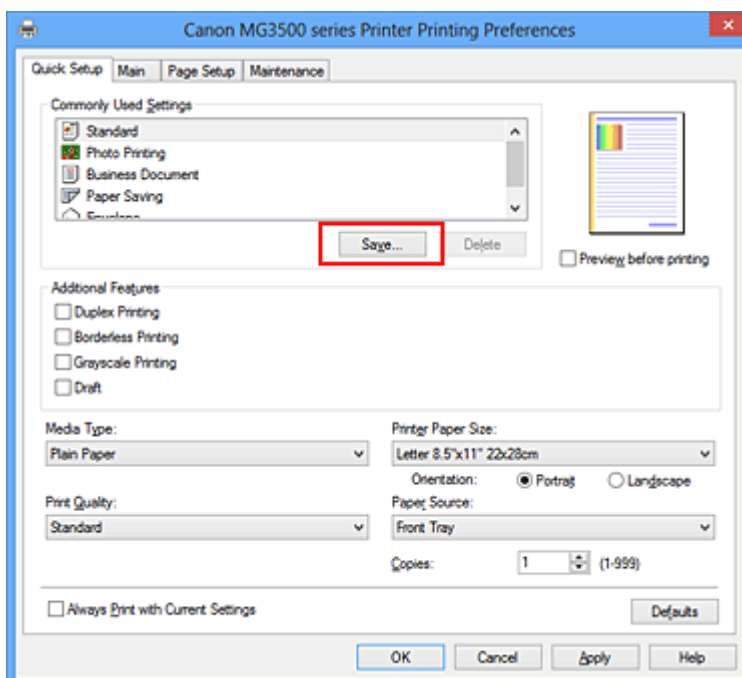 Canon MG3500 series Printer Printing Preferences
Quick Setup Main Page Setup Maintenance
Commonly Used Settings
Standard
Photo Printing
Business Document
Paper Saving
Envelope
Save... Delete
Preview before printing
Additional Features
Duplex Printing
Borderless Printing
Grayscale Printing
Draft
Media Type:
Plain Paper
Printer Paper Size:
Letter 8.5"x11" 22x28cm
Orientation: Portrait Landscape
Print Quality:
Standard
Paper Source:
Front Tray
Copies: 1 (1-999)
Always Print with Current Settings
Defaults
OK Cancel Apply Help